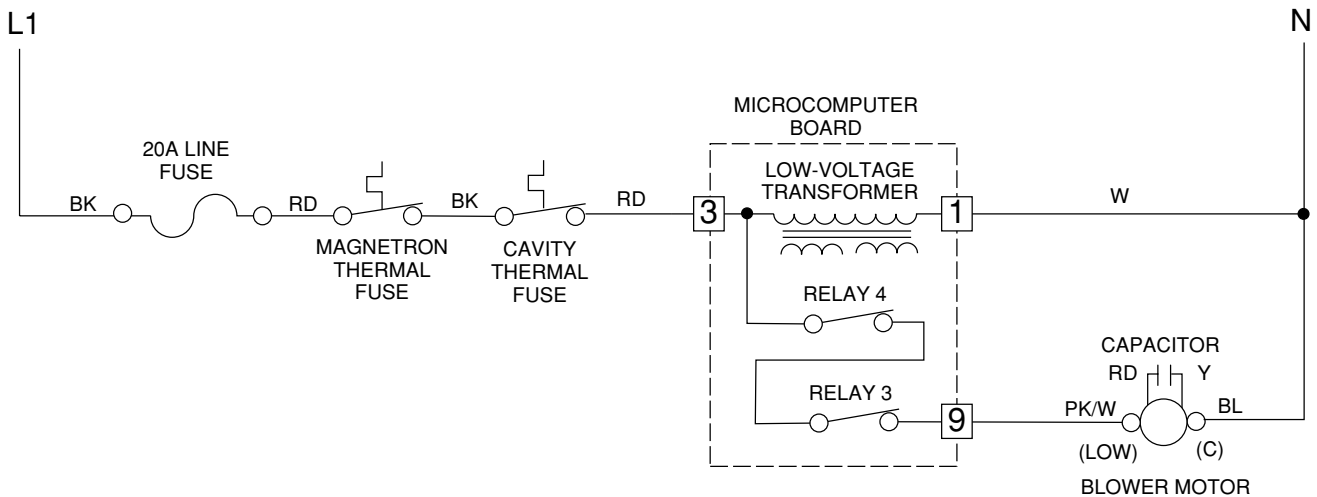 L1
N
MICROCOMPUTER
BOARD
20A LINE
FUSE
LOW-VOLTAGE
TRANSFORMER
BK
RD
BK
RD
3
1
W
MAGNETRON
THERMAL
FUSE
CAVITY
THERMAL
FUSE
RELAY 4
CAPACITOR
RD
Y
RELAY 3
9
PK/W
BL
(LOW)
(C)
BLOWER MOTOR